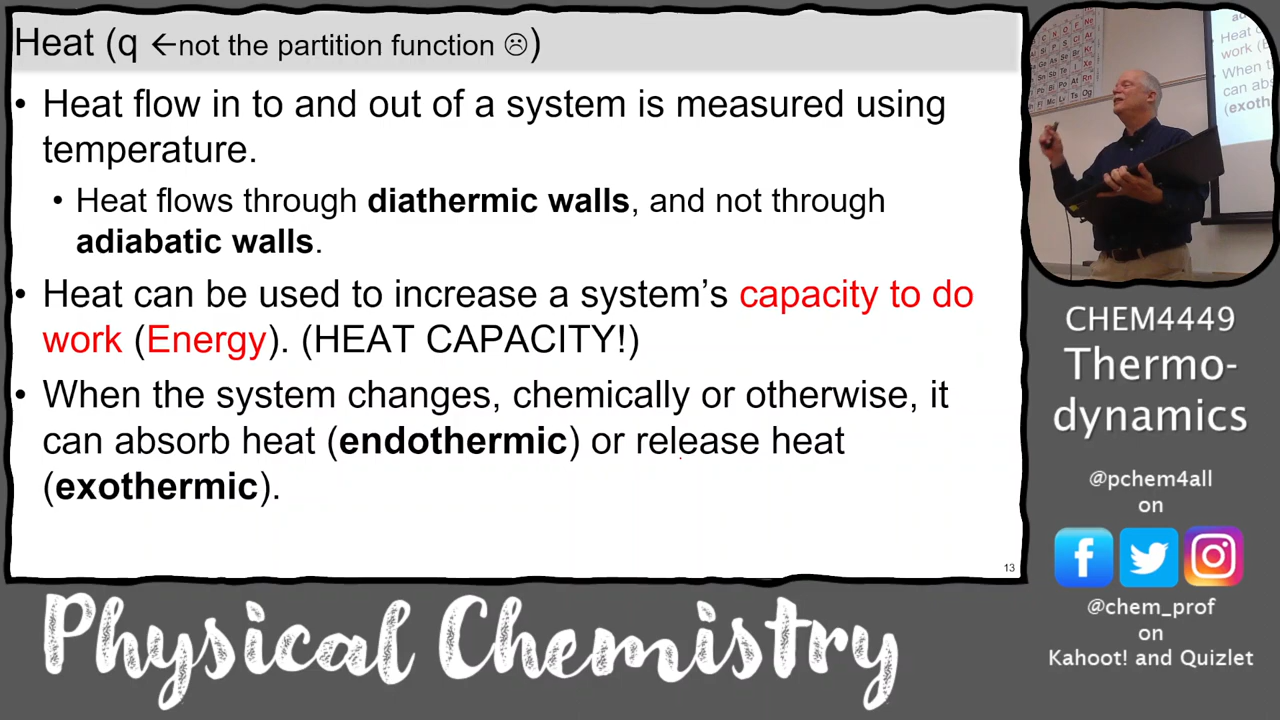 Heat (q ←not the partition function ☹)
• Heat flow in to and out of a system is measured using
temperature.
• Heat flows through diathermic walls, and not through
adiabatic walls.
• Heat can be used to increase a system’s capacity to do
work (Energy). (HEAT CAPACITY!)
• When the system changes, chemically or otherwise, it
can absorb heat (endothermic) or release heat
(exothermic).
13
CHEM4449
Thermo-
dynamics
@pchem4all
on
@chem_prof
on
Kahoot! and Quizlet
Physical Chemistry